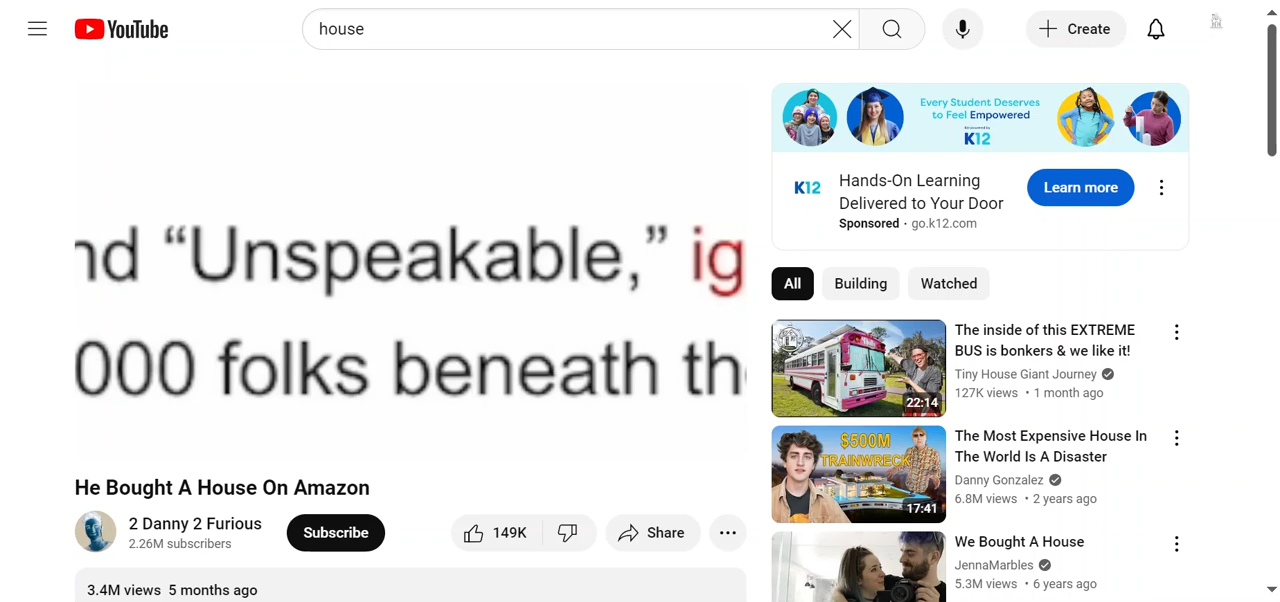 YouTube
house
Create
nd “Unspeakable,” ig
000 folks beneath th
He Bought A House On Amazon
2 Danny 2 Furious
2.26M subscribers
Subscribe
149K
Share
3.4M views 5 months ago
Every Student Deserves
to Feel Empowered
K12
K12
Hands-On Learning
Delivered to Your Door
Sponsored · go.k12.com
Learn more
All
Building
Watched
22:14
The inside of this EXTREME
BUS is bonkers & we like it!
Tiny House Giant Journey
127K views • 1 month ago
$500M
TRAINWRECK
17:41
The Most Expensive House In
The World Is A Disaster
Danny Gonzalez
6.8M views • 2 years ago
We Bought A House
JennaMarbles
5.3M views • 6 years ago